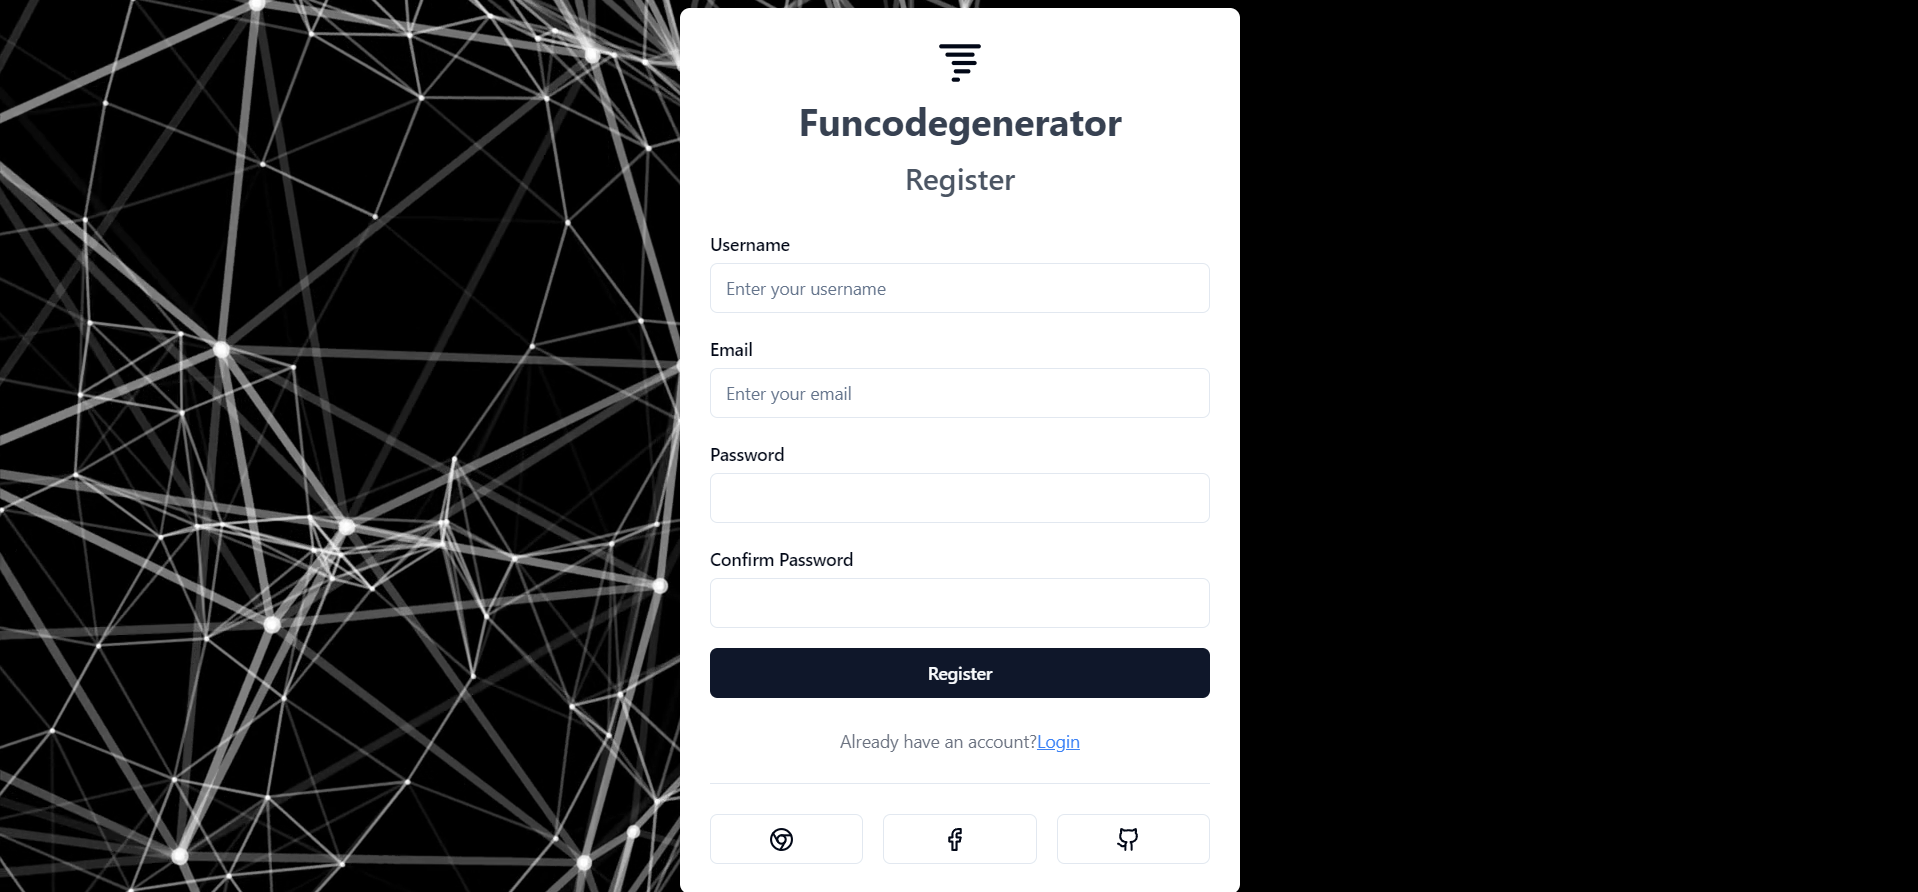 Funcodegenerator
Register
Username
Enter your username
Email
Enter your email
Password
Confirm Password
Register
Already have an account?Login